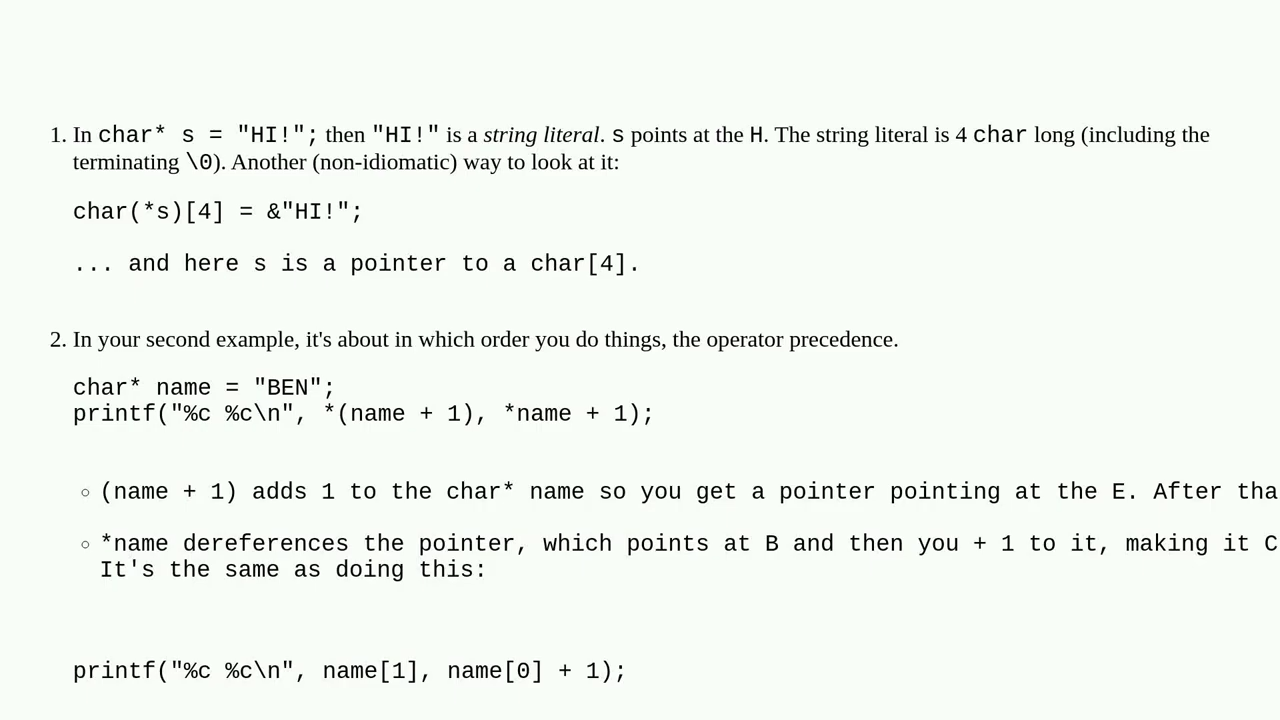 1. In char* s = "HI!"; then "HI!" is a string literal. s points at the H. The string literal is 4 char long (including the
terminating \0). Another (non-idiomatic) way to look at it:
char(*s)[4] = &"HI!";
... and here s is a pointer to a char[4].
2. In your second example, it's about in which order you do things, the operator precedence.
char* name = "BEN";
printf("%c %c\n", *(name + 1), *name + 1);
(name + 1) adds 1 to the char* name so you get a pointer pointing at the E. After
*name dereferences the pointer, which points at B and then you + 1 to it, making it C
It's the same as doing this:
printf("%c %c\n", name[1], name[0] + 1);